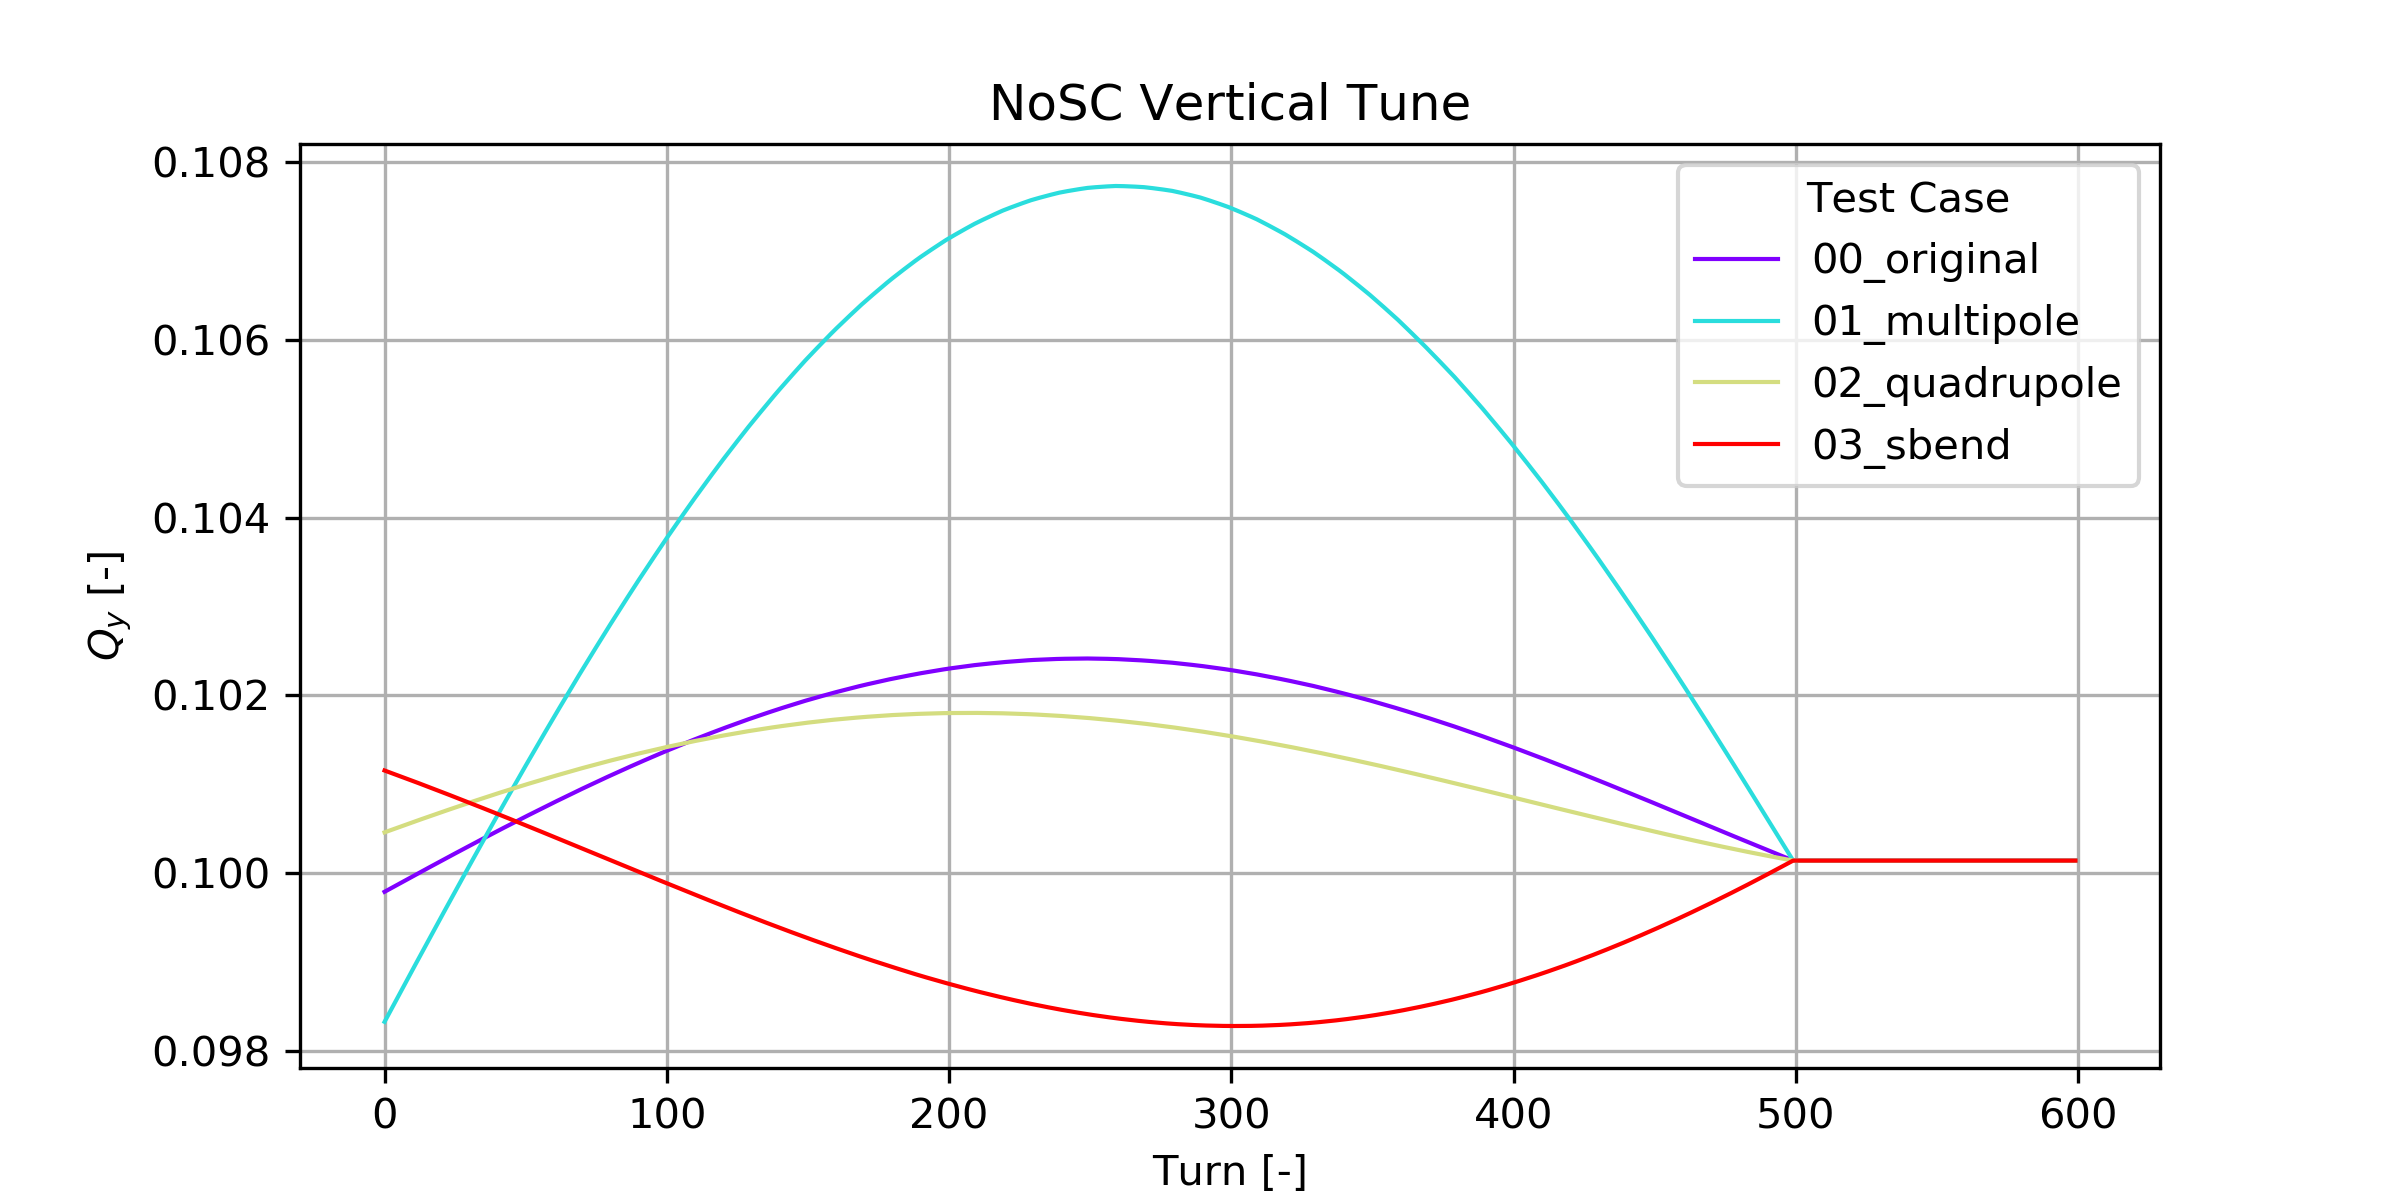 NoSC Vertical Tune
0.108
0.106
0.104
0.102
0.100
0.098
Q_y [-]
Test Case
00_original
01_multipole
02_quadrupole
03_sbend
0 100 200 300 400 500 600
Turn [-]